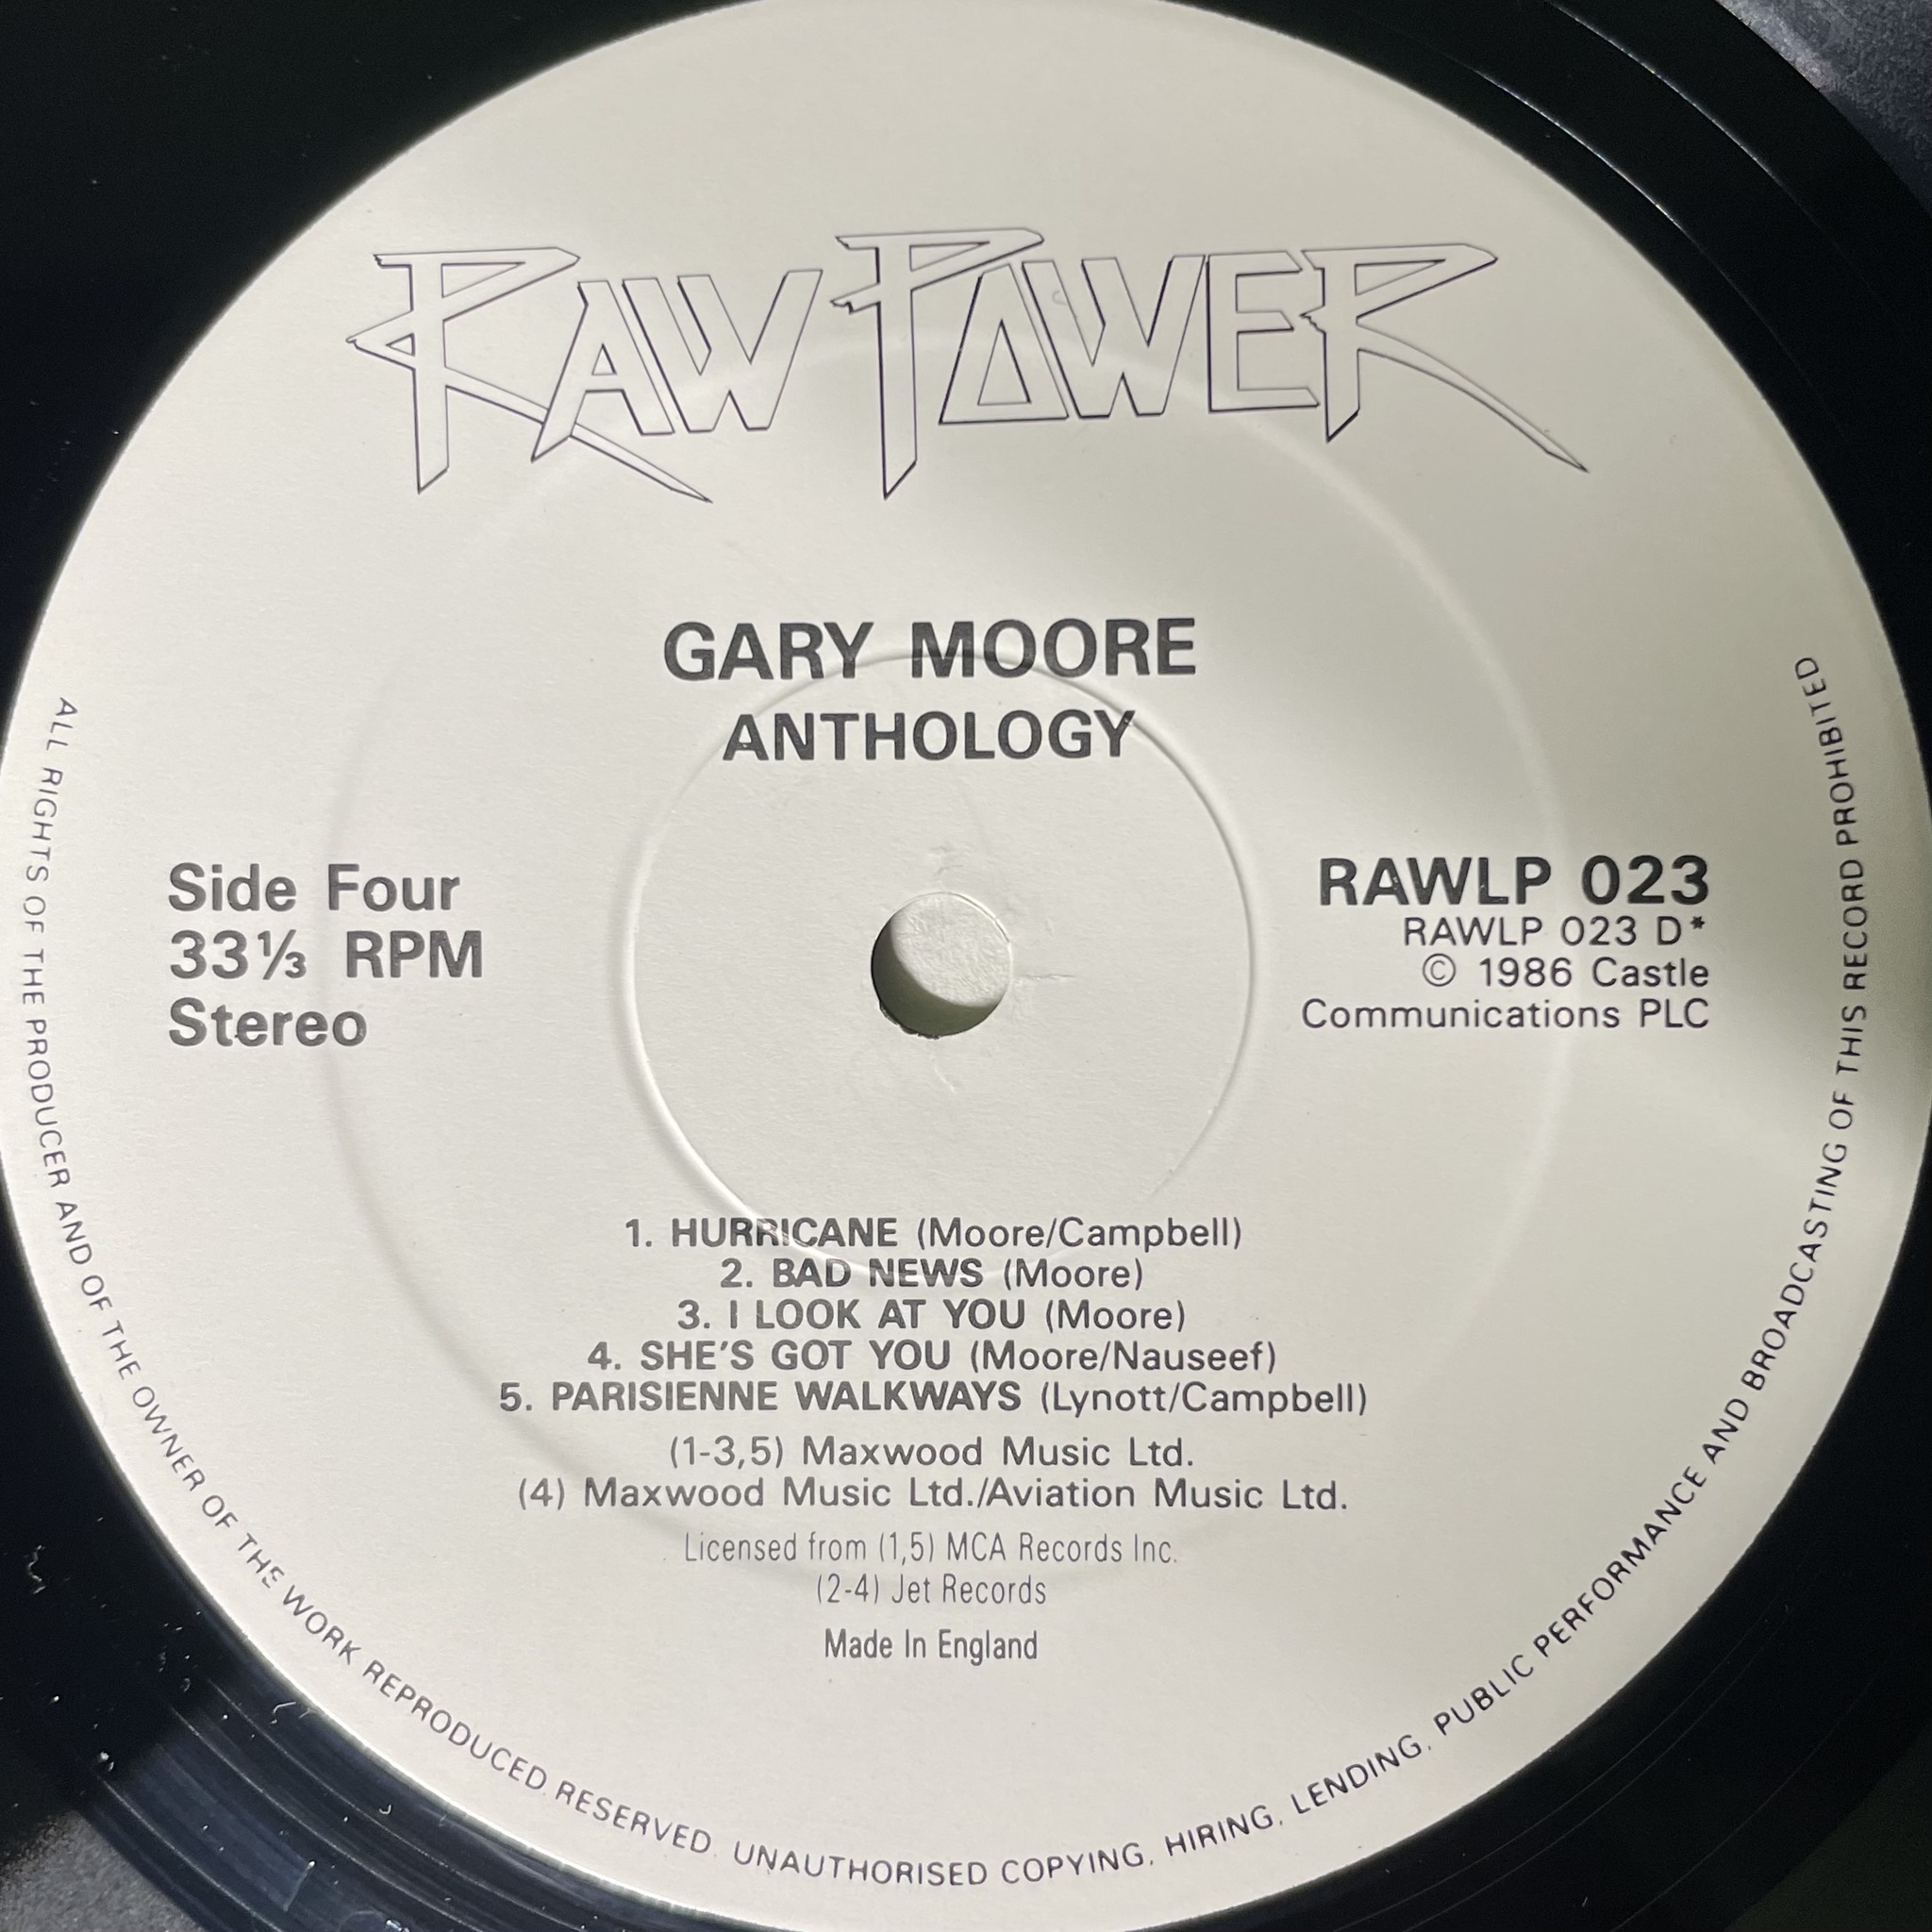 RAW POWER
GARY MOORE
ANTHOLOGY
Side Four
33⅓ RPM
Stereo
RAWLP 023
RAWLP 023 D*
© 1986 Castle
Communications PLC
1. HURRICANE (Moore/Campbell)
2. BAD NEWS (Moore)
3. I LOOK AT YOU (Moore)
4. SHE'S GOT YOU (Moore/Nauseef)
5. PARISIENNE WALKWAYS (Lynott/Campbell)
(1-3,5) Maxwood Music Ltd.
(4) Maxwood Music Ltd./Aviation Music Ltd.
Licensed from (1,5) MCA Records Inc.
(2-4) Jet Records
Made In England
ALL RIGHTS OF THE PRODUCER AND OF THE OWNER OF THE WORK REPRODUCED RESERVED. UNAUTHORISED COPYING, HIRING, LENDING, PUBLIC PERFORMANCE AND BROADCASTING OF THIS RECORD PROHIBITED